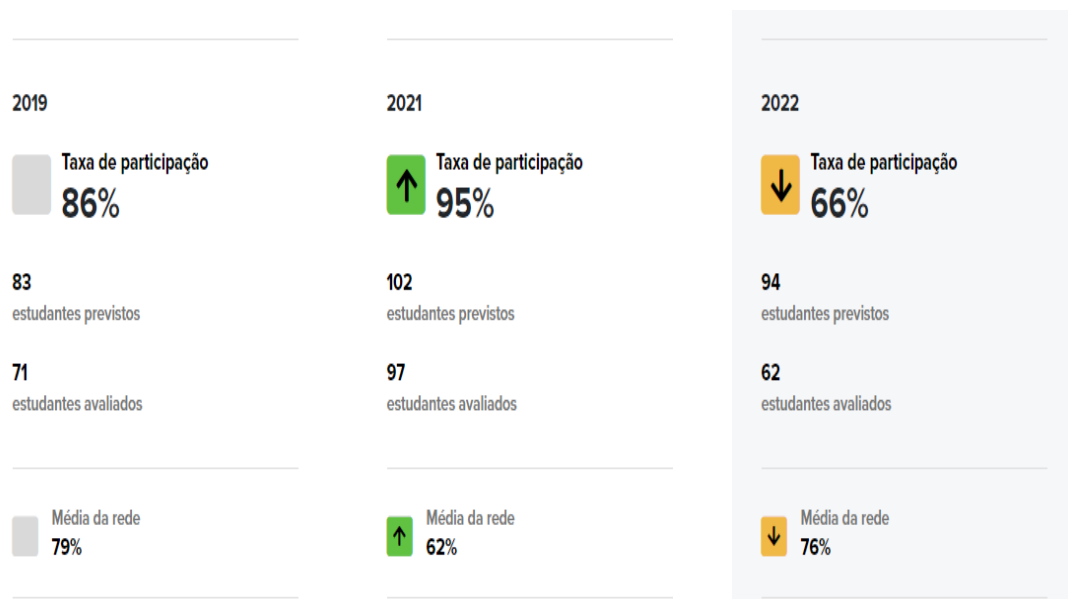 2019
Taxa de participação
86%
83
estudantes previstos
71
estudantes avaliados
Média da rede
79%
2021
Taxa de participação
95%
102
estudantes previstos
97
estudantes avaliados
Média da rede
62%
2022
Taxa de participação
66%
94
estudantes previstos
62
estudantes avaliados
Média da rede
76%